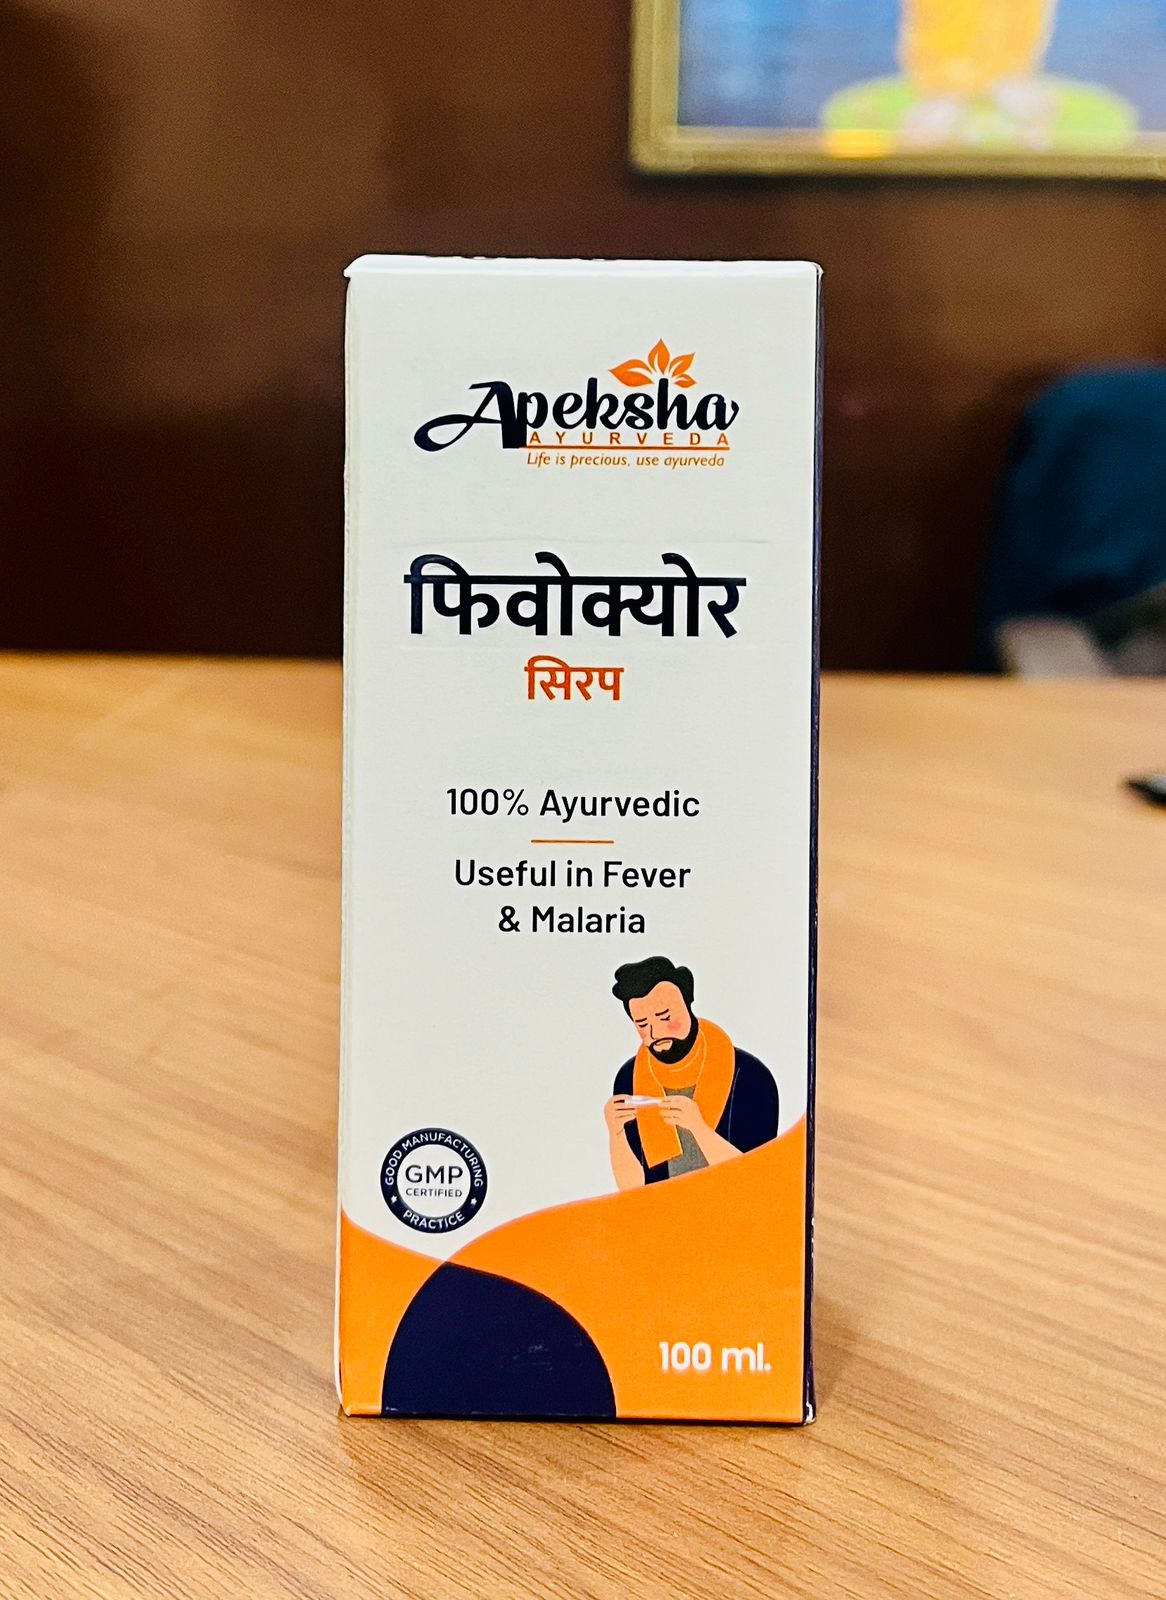 Apeksha
AYURVEDA
Life is precious, use ayurveda
फिवोक्योर
सिरप
100% Ayurvedic
Useful in Fever
& Malaria
GOOD MANUFACTURING
GMP
CERTIFIED
PRACTICE
100 ml.